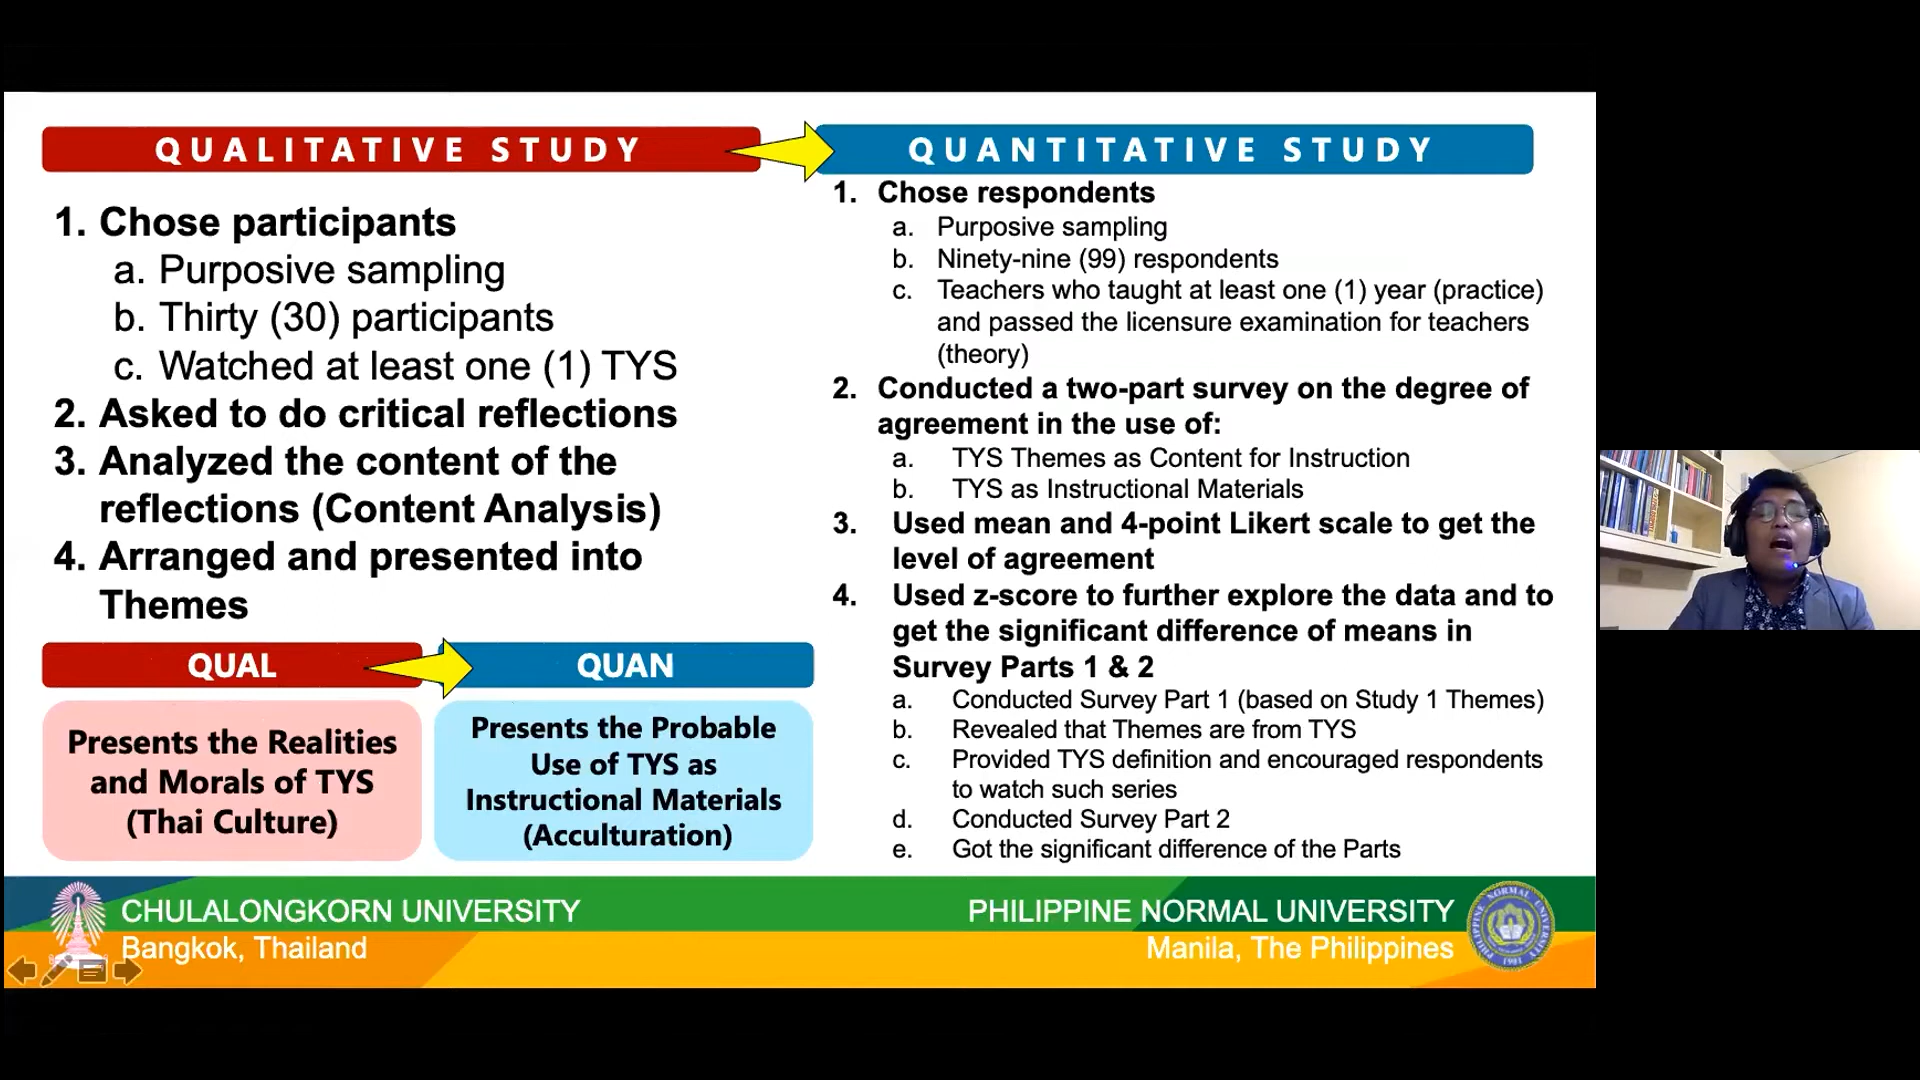 QUALITATIVE STUDY
1. Chose participants
a. Purposive sampling
b. Thirty (30) participants
c. Watched at least one (1) TYS
2. Asked to do critical reflections
3. Analyzed the content of the
reflections (Content Analysis)
4. Arranged and presented into
Themes
QUAL
QUAN
Presents the Realities
and Morals of TYS
(Thai Culture)
Presents the Probable
Use of TYS as
Instructional Materials
(Acculturation)
QUANTITATIVE STUDY
1. Chose respondents
a. Purposive sampling
b. Ninety-nine (99) respondents
c. Teachers who taught at least one (1) year (practice)
and passed the licensure examination for teachers
(theory)
2. Conducted a two-part survey on the degree of
agreement in the use of:
a. TYS Themes as Content for Instruction
b. TYS as Instructional Materials
3. Used mean and 4-point Likert scale to get the
level of agreement
4. Used z-score to further explore the data and to
get the significant difference of means in
Survey Parts 1 & 2
a. Conducted Survey Part 1 (based on Study 1 Themes)
b. Revealed that Themes are from TYS
c. Provided TYS definition and encouraged respondents
to watch such series
d. Conducted Survey Part 2
e. Got the significant difference of the Parts
CHULALONGKORN UNIVERSITY
Bangkok, Thailand
PHILIPPINE NORMAL UNIVERSITY
Manila, The Philippines
PHILIPPINE NORMAL UNIVERSITY
1901